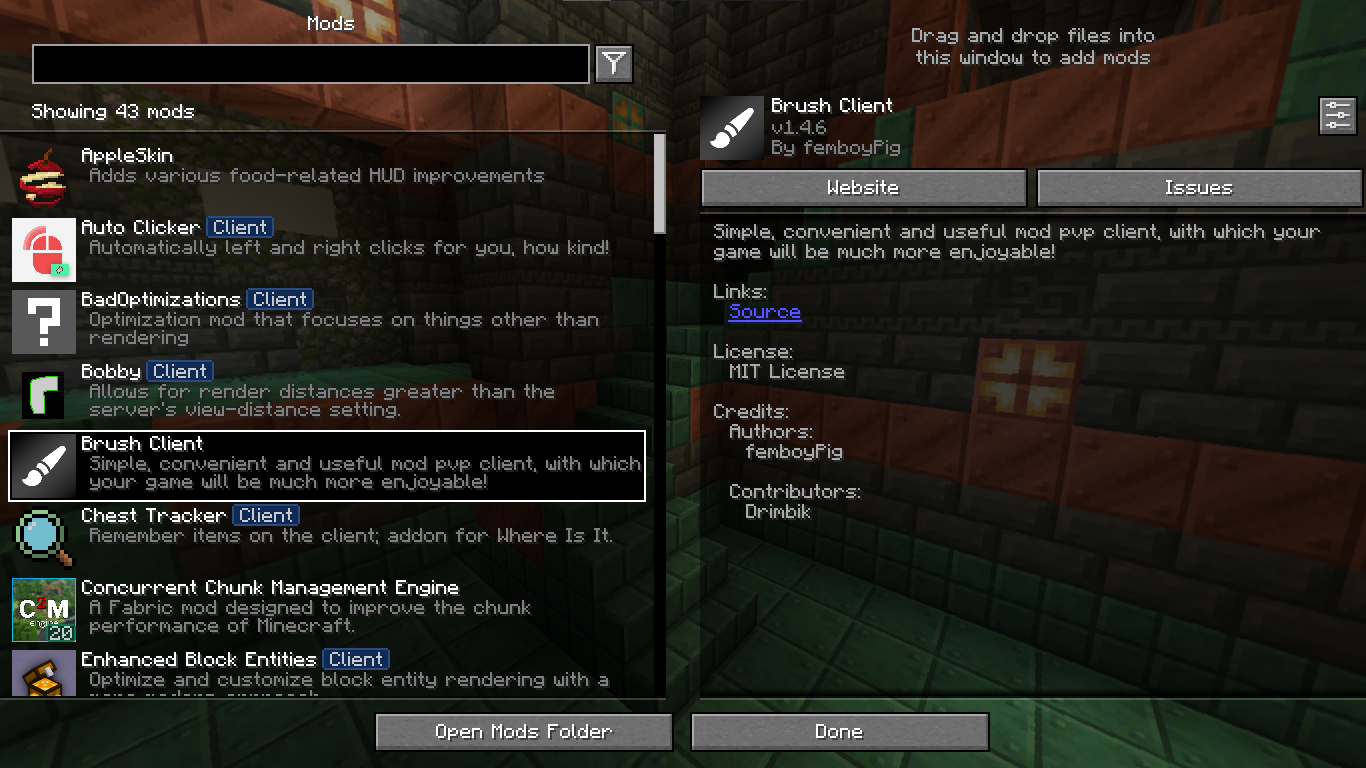 Mods
Showing 43 mods
AppleSkin
Adds various food-related HUD improvements
Auto Clicker Client
Automatically left and right clicks for you, how kind!
BadOptimizations Client
Optimization mod that focuses on things other than
rendering
Bobby Client
Allows for render distances greater than the
server's view-distance setting.
Brush Client
Simple, convenient and useful mod pvp client, with which
your game will be much more enjoyable!
Chest Tracker Client
Remember items on the client; addon for Where Is It.
C2M
engine
20
Concurrent Chunk Management Engine
A Fabric mod designed to improve the chunk
performance of Minecraft.
Enhanced Block Entities Client
Optimize and customize block entity rendering with a
Drag and drop files into
this window to add mods
Brush Client
v1.4.6
By femboyPig
Website
Issues
Simple, convenient and useful mod pvp client, with which your
game will be much more enjoyable!
Links:
Source
License:
MIT License
Credits:
Authors:
femboyPig
Contributors:
Drimbik
Open Mods Folder
Done